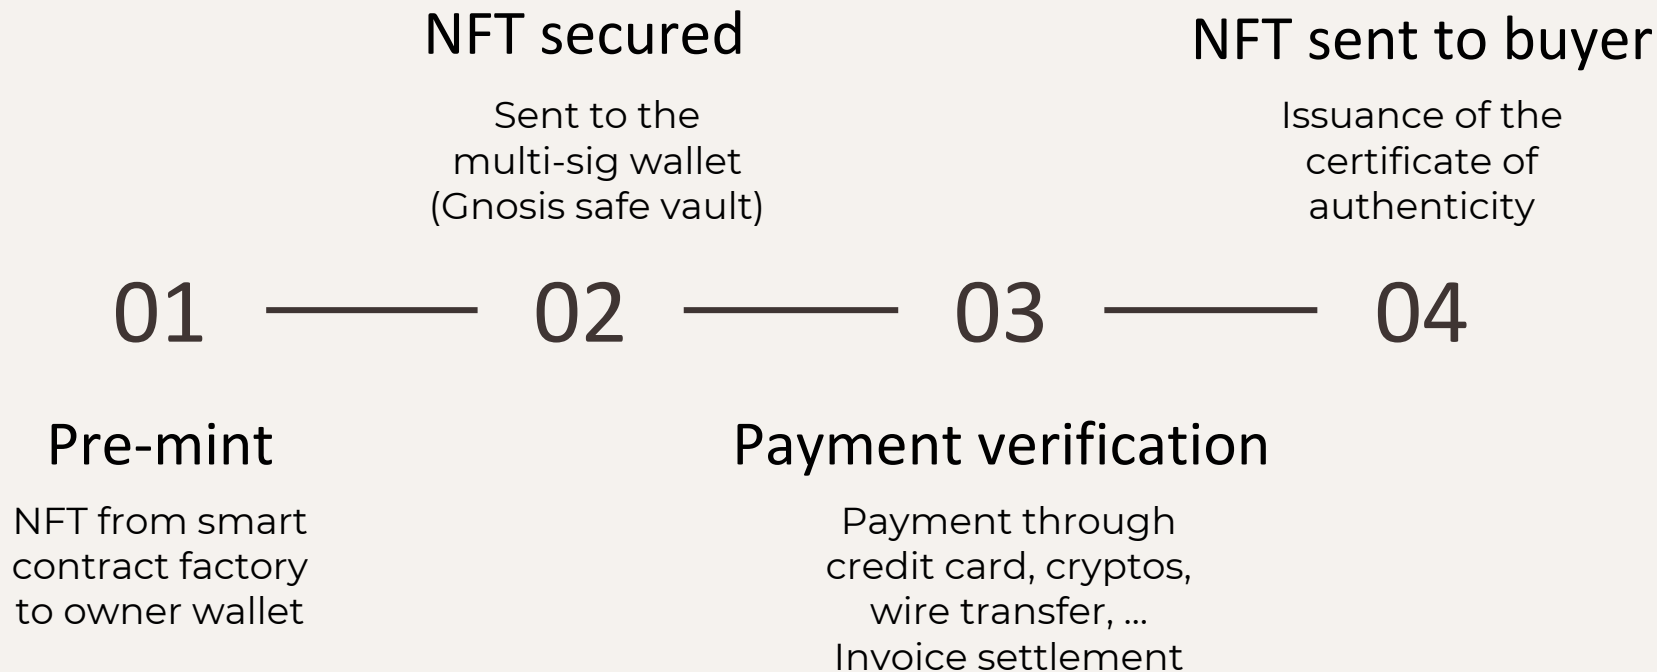 NFT secured
Sent to the
multi-sig wallet
(Gnosis safe vault)
NFT sent to buyer
Issuance of the
certificate of
authenticity
01
02
03
04
Pre-mint
NFT from smart
contract factory
to owner wallet
Payment verification
Payment through
credit card, cryptos,
wire transfer, ...
Invoice settlement